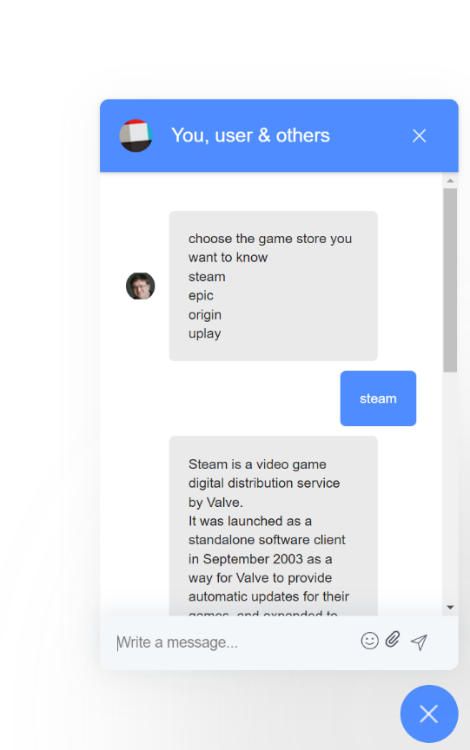 You, user & others
choose the game store you
want to know
steam
epic
origin
uplay
steam
Steam is a video game
digital distribution service
by Valve.
It was launched as a
standalone software client
in September 2003 as a
way for Valve to provide
automatic updates for their
games, and expanded to
Write a message...